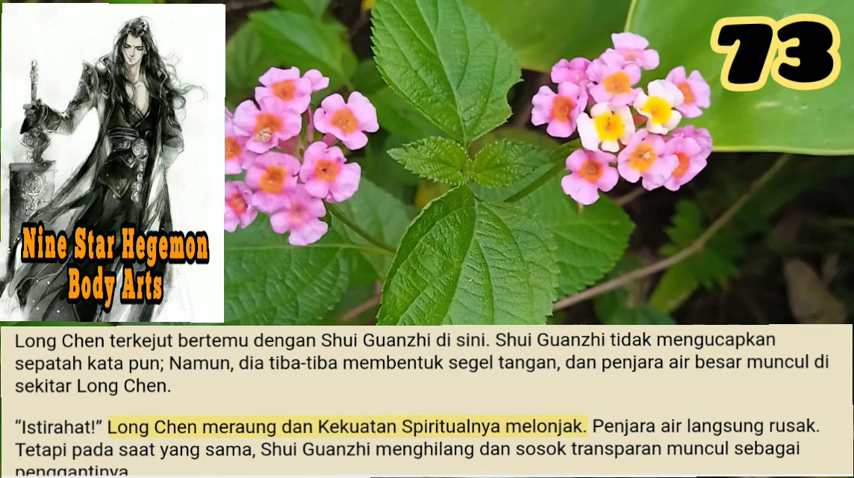 73
Nine Star Hegemon
Body Arts
Long Chen terkejut bertemu dengan Shui Guanzhi di sini. Shui Guanzhi tidak mengucapkan
sepatah kata pun; Namun, dia tiba-tiba membentuk segel tangan, dan penjara air besar muncul di
sekitar Long Chen.
“Istirahat!” Long Chen meraung dan Kekuatan Spiritualnya melonjak. Penjara air langsung rusak.
Tetapi pada saat yang sama, Shui Guanzhi menghilang dan sosok transparan muncul sebagai
penggantinya